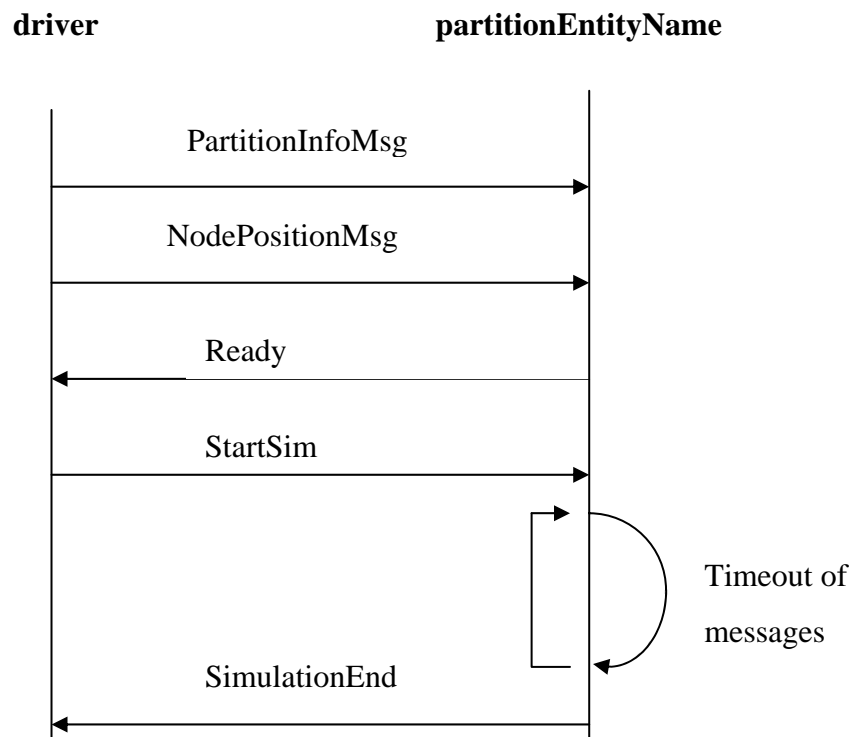 driver
partitionEntityName
PartitionInfoMsg
NodePositionMsg
Ready
StartSim
Timeout of
messages
SimulationEnd